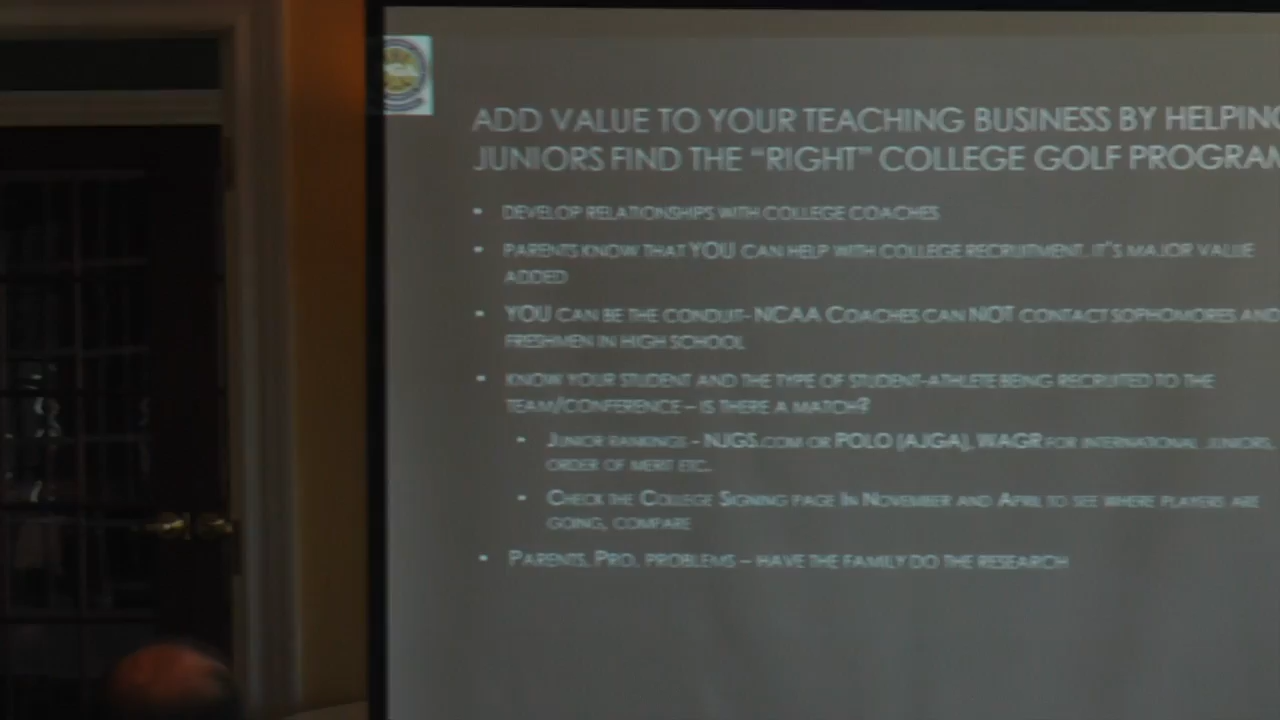 ADD VALUE TO YOUR TEACHING BUSINESS BY HELPING
JUNIORS FIND THE “RIGHT” COLLEGE GOLF PROGRAM
• DEVELOP RELATIONSHIPS WITH COLLEGE COACHES
• PARENTS KNOW THAT YOU CAN HELP WITH COLLEGE RECRUITMENT. IT'S MAJOR VALUE
ADDED
• YOU CAN BE THE CONDUIT- NCAA COACHES CAN NOT CONTACT SOPHOMORES AND
FRESHMEN IN HIGH SCHOOL
• KNOW YOUR STUDENT AND THE TYPE OF STUDENT-ATHLETE BEING RECRUITED TO THE
TEAM/CONFERENCE – IS THERE A MATCH?
• JUNIOR RANKINGS - NJGS.COM OR POLO (AJGA), WAGR FOR INTERNATIONAL JUNIORS,
ORDER OF MERIT ETC.
• CHECK THE COLLEGE SIGNING PAGE IN NOVEMBER AND APRIL TO SEE WHERE PLAYERS ARE
GOING, COMPARE
• PARENTS, PRO, PROBLEMS – HAVE THE FAMILY DO THE RESEARCH